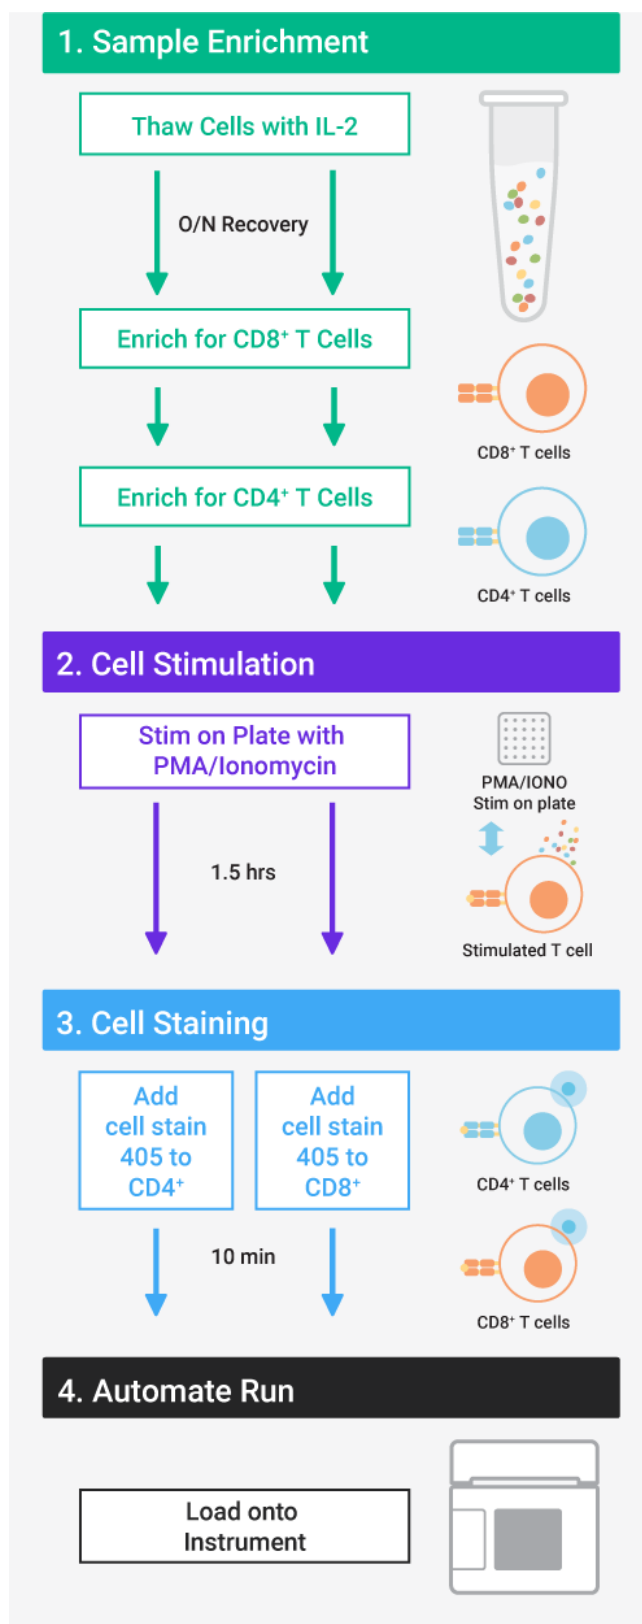 1. Sample Enrichment
Thaw Cells with IL-2
O/N Recovery
Enrich for CD8⁺ T Cells
CD8⁺ T cells
Enrich for CD4⁺ T Cells
CD4⁺ T cells
2. Cell Stimulation
Stim on Plate with
PMA/Ionomycin
PMA/IONO
Stim on plate
1.5 hrs
Stimulated T cell
3. Cell Staining
Add
cell stain
405 to
CD4⁺
Add
cell stain
405 to
CD8⁺
CD4⁺ T cells
10 min
CD8⁺ T cells
4. Automate Run
Load onto
Instrument